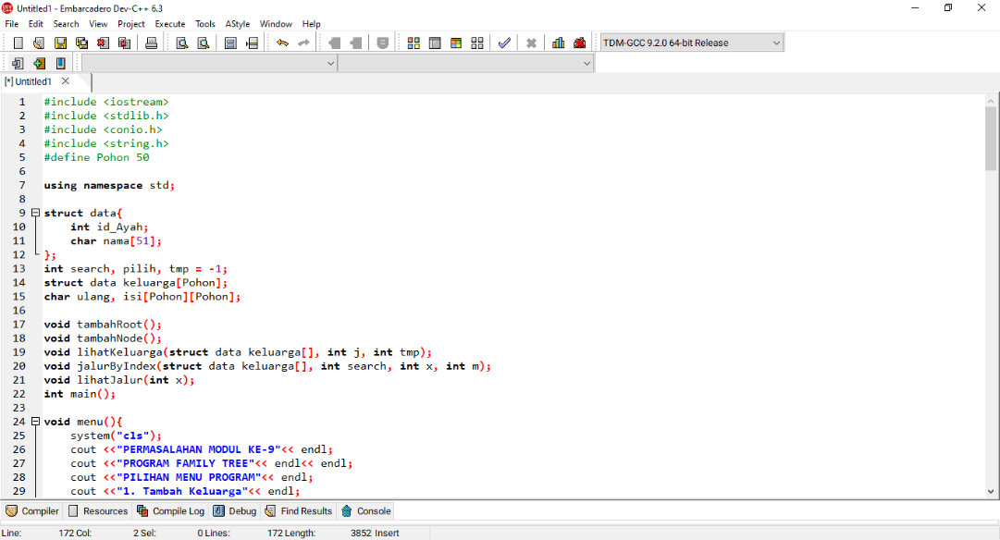 Untitled1 - Embarcadero Dev-C++ 6.3
File Edit Search View Project Execute Tools AStyle Window Help
TDM-GCC 9.2.0 64-bit Release
[*] Untitled1
1 #include <iostream>
2 #include <stdlib.h>
3 #include <conio.h>
4 #include <string.h>
5 #define Pohon 50
6
7 using namespace std;
8
9 struct data{
10 int id_Ayah;
11 char nama[51];
12 };
13 int search, pilih, tmp = -1;
14 struct data keluarga[Pohon];
15 char ulang, isi[Pohon][Pohon];
16
17 void tambahRoot();
18 void tambahNode();
19 void lihatKeluarga(struct data keluarga[], int j, int tmp);
20 void jalurByIndex(struct data keluarga[], int search, int x, int m);
21 void lihatJalur(int x);
22 int main();
23
24 void menu(){
25 system("cls");
26 cout <<"PERMASALAHAN MODUL KE-9"<< endl;
27 cout <<"PROGRAM FAMILY TREE"<< endl<< endl;
28 cout <<"PILIHAN MENU PROGRAM"<< endl;
29 cout <<"1. Tambah Keluarga"<< endl;
Compiler Resources Compile Log Debug Find Results Console
Line: 172 Col: 2 Sel: 0 Lines: 172 Length: 3852 Insert